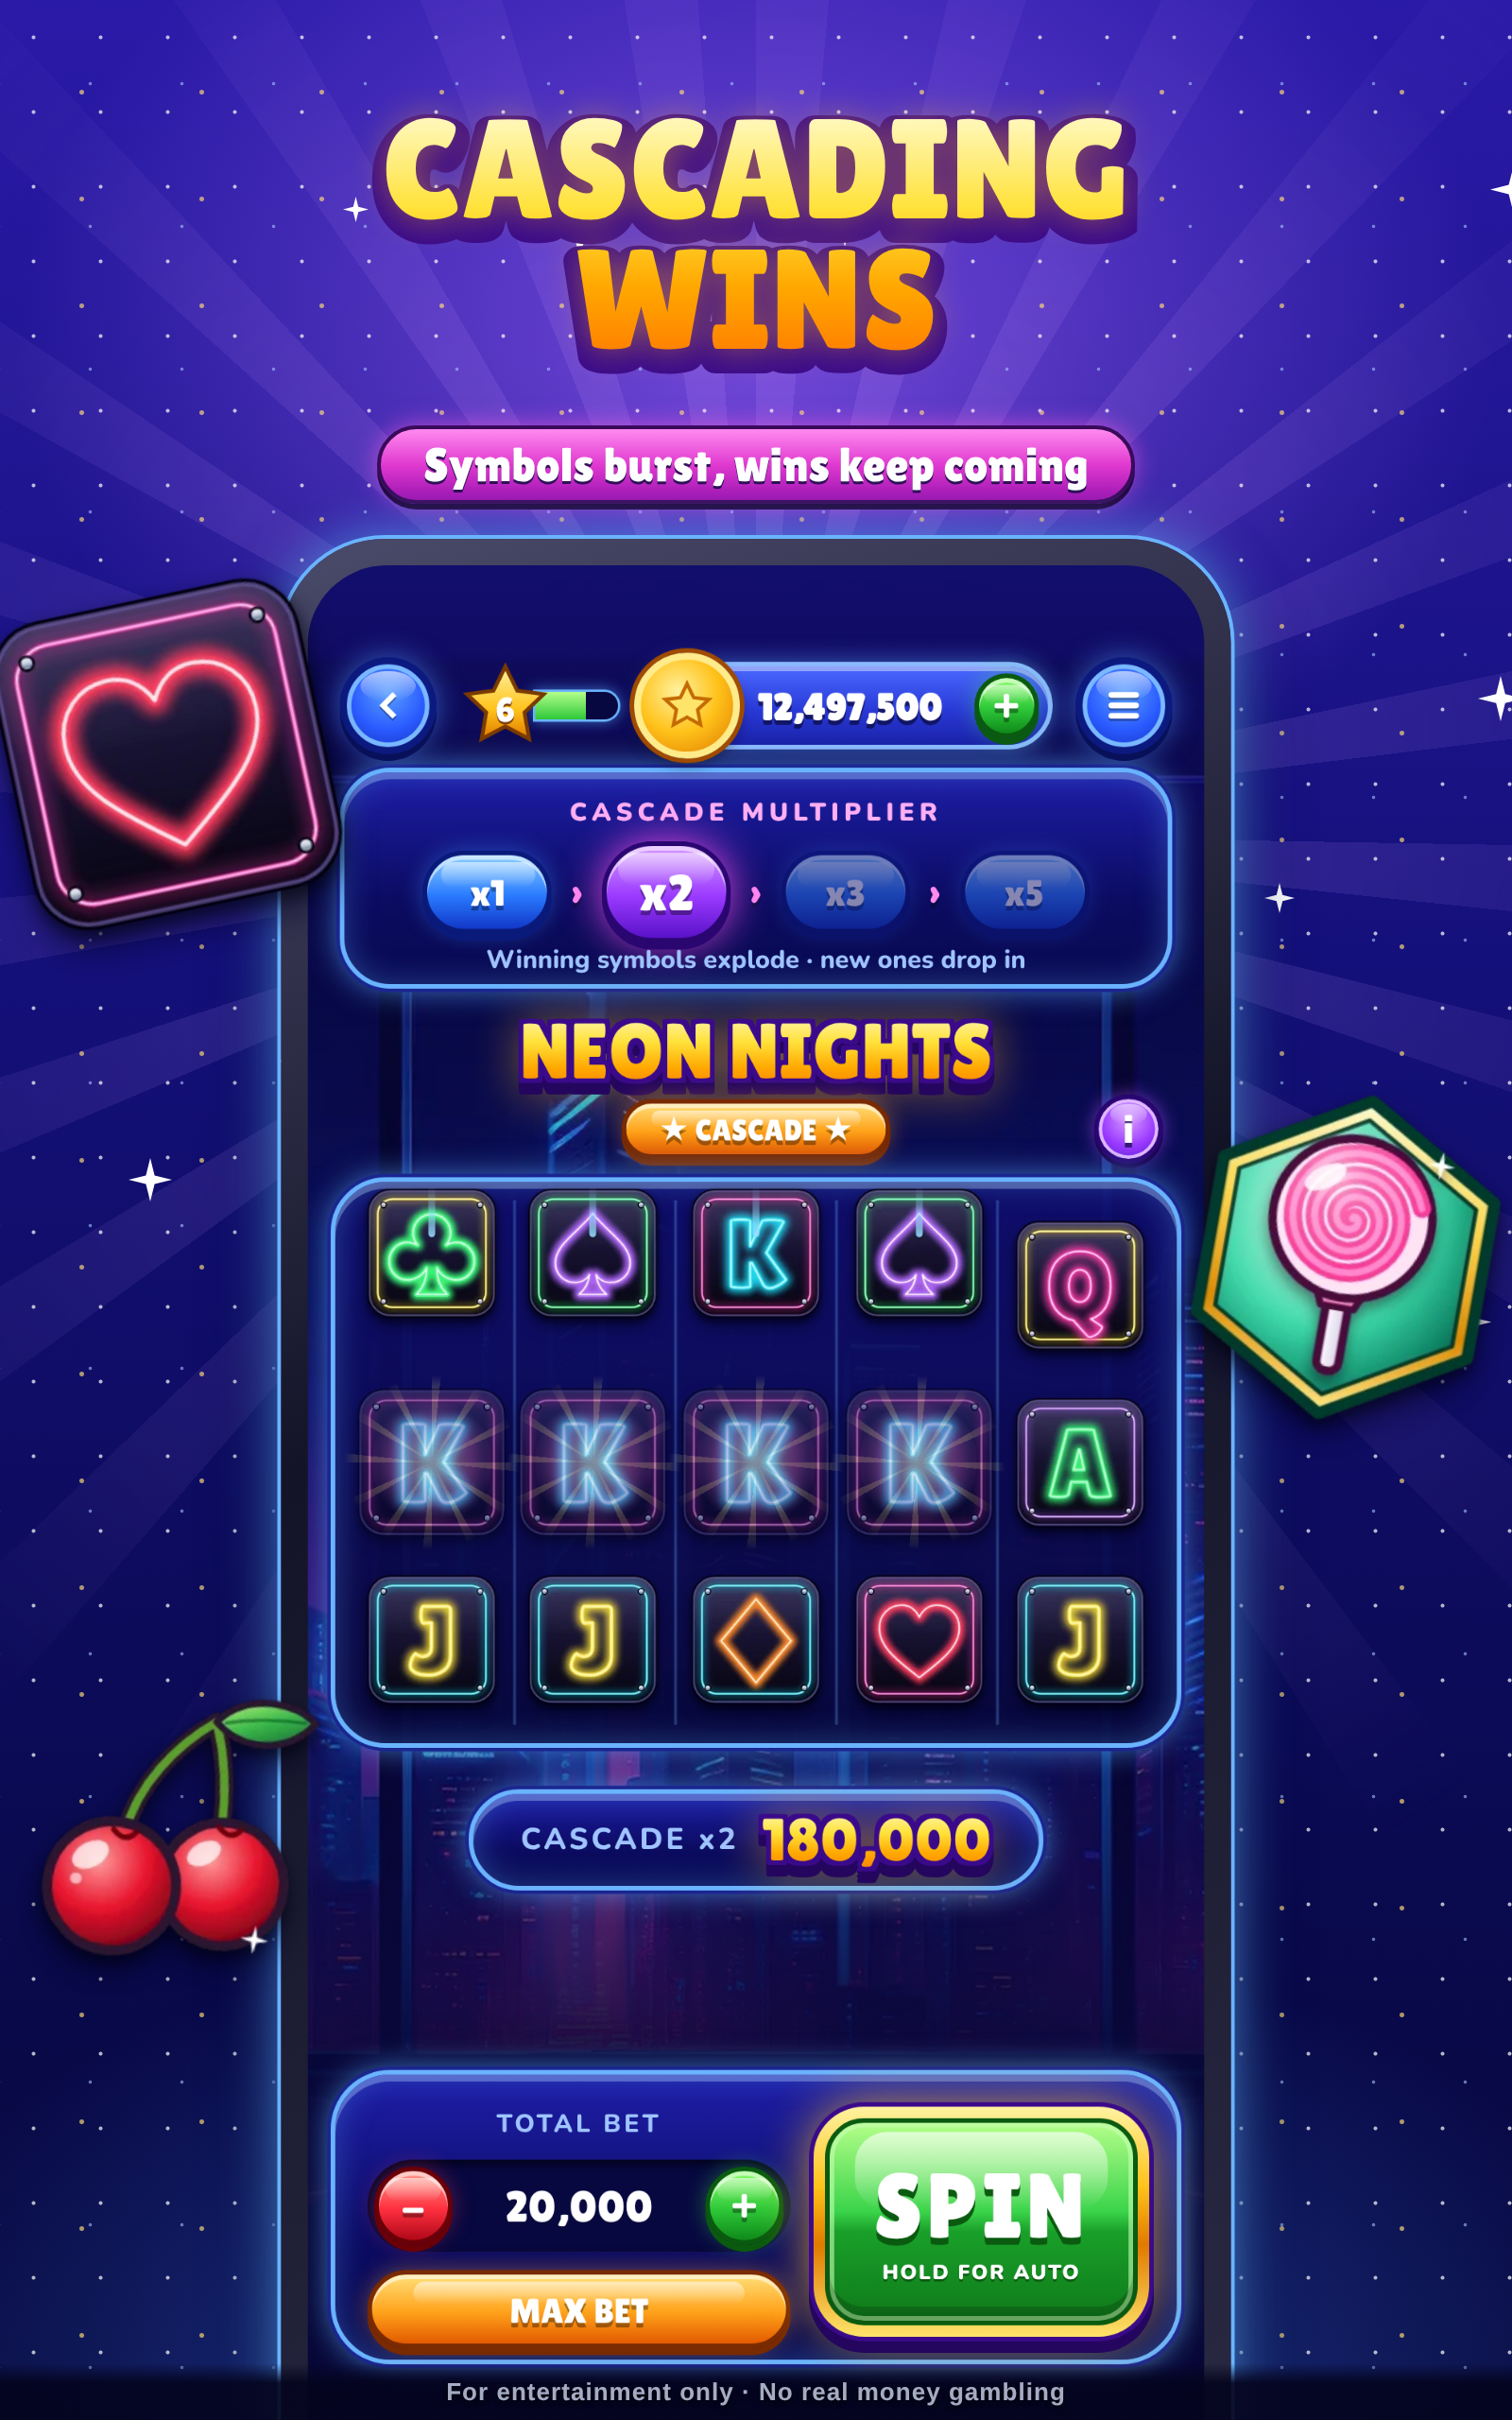 CASCADING
WINS
Symbols burst, wins keep coming
6
12,497,500
CASCADE MULTIPLIER
x1 › x2 › x3 › x5
Winning symbols explode · new ones drop in
NEON NIGHTS
★ CASCADE ★
i
K Q
K K K K A
J J J
CASCADE x2 180,000
TOTAL BET
20,000
MAX BET
SPIN
HOLD FOR AUTO
For entertainment only · No real money gambling